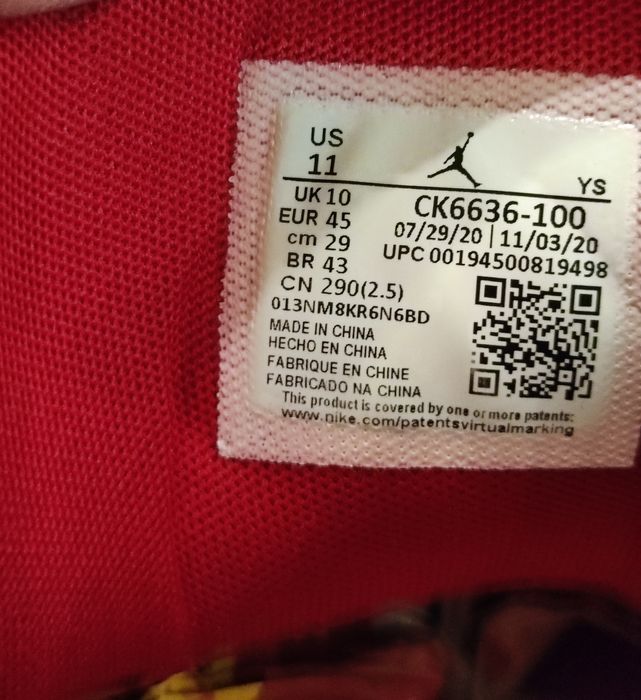 US
11
YS
UK 10
EUR 45
cm 29
BR 43
CN 290(2.5)
CK6636-100
07/29/20 | 11/03/20
UPC 00194500819498
013NM8KR6N6BD
MADE IN CHINA
HECHO EN CHINA
FABRIQUE EN CHINE
FABRICADO NA CHINA
This product is covered by one or more patents:
www.nike.com/patentsvirtualmarking